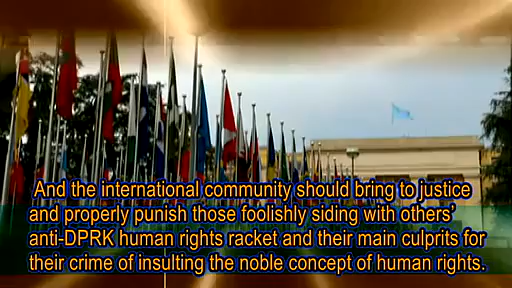 And the international community should bring to justice
and properly punish those foolishly siding with others'
anti-DPRK human rights racket and their main culprits for
their crime of insulting the noble concept of human rights.